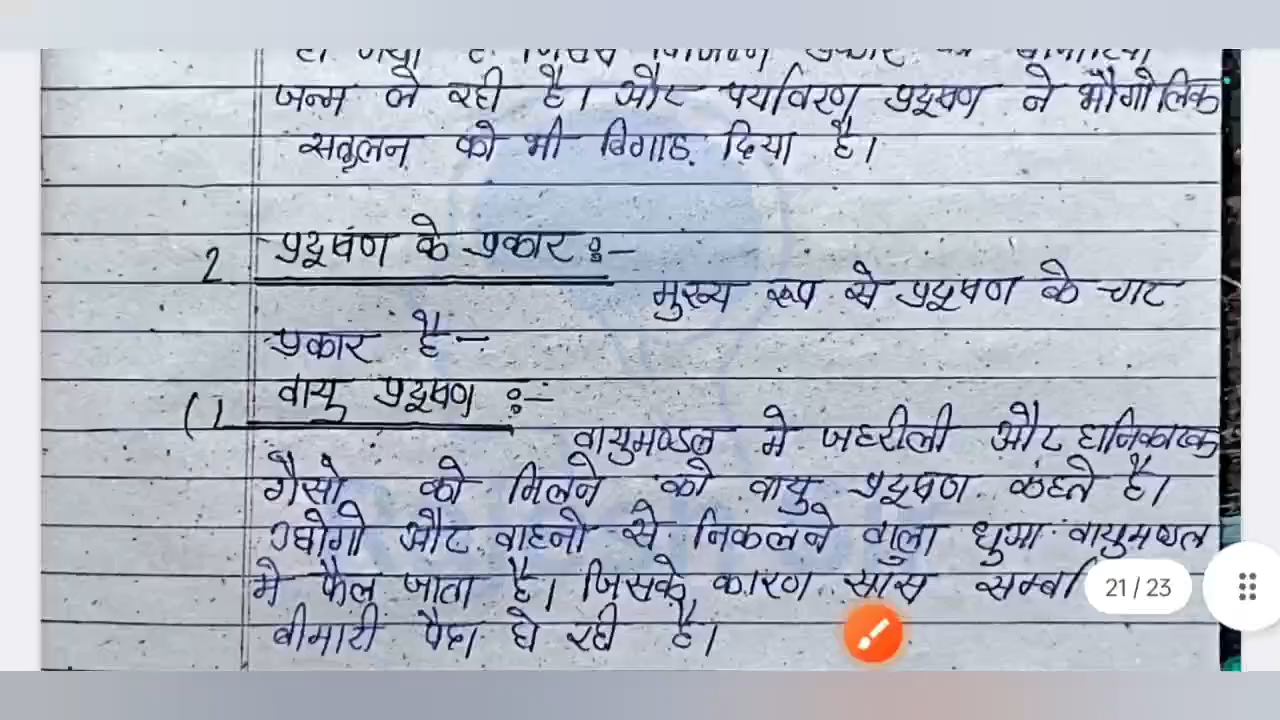 जन्म ले रही है। और पर्यावरण प्रदूषण ने भौगोलिक
सतुलन को भी बिगाड़ दिया है।
2 प्रदूषण के प्रकार :-
मुख्य रूप से प्रदूषण के चार
प्रकार है -
(1 वायु प्रदूषण :-
वायुमण्डल मे जहरीली और हानिकारक
गैसो को मिलने को वायु प्रदूषण कहते है।
उद्योगो और वाहनो से निकलने वाला धुआ वायुमण्डल
मे फैल जाता है। जिसके कारण साँस
21/23
बीमारी पैदा हो रही है।